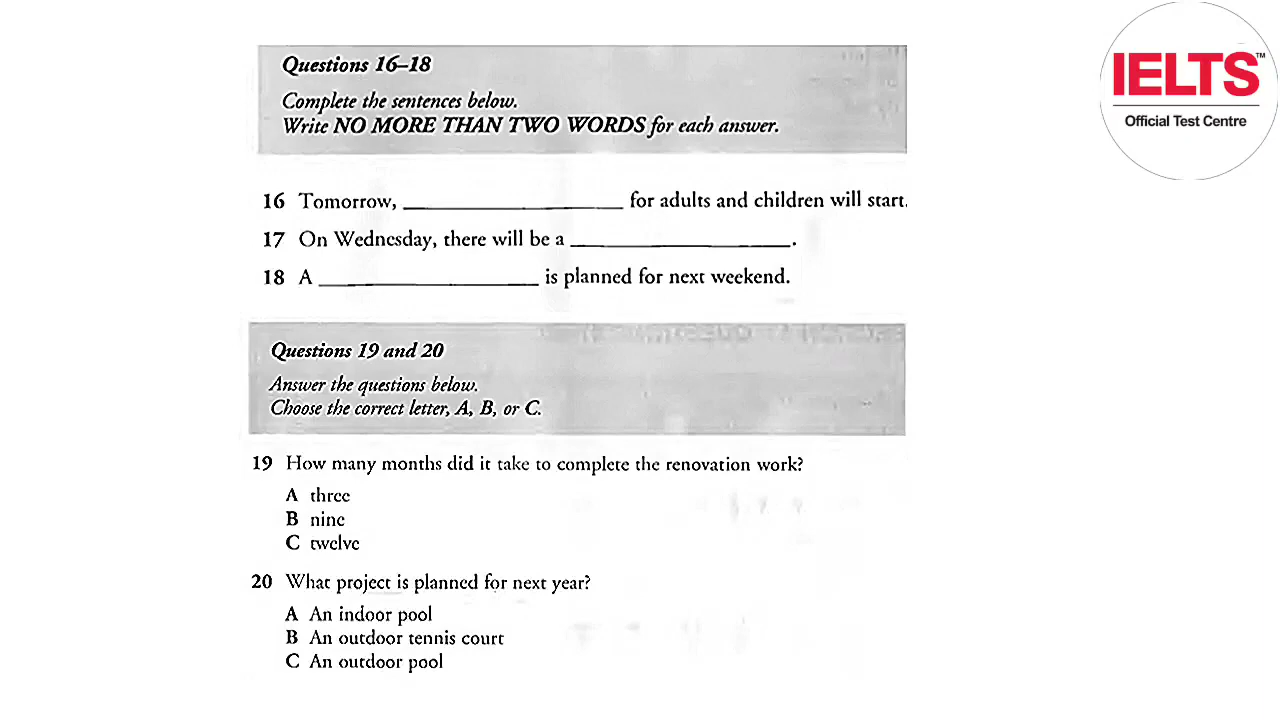 IELTS™
Official Test Centre
Questions 16–18
Complete the sentences below.
Write NO MORE THAN TWO WORDS for each answer.
16 Tomorrow, ____________________ for adults and children will start.
17 On Wednesday, there will be a ____________________.
18 A ____________________ is planned for next weekend.
Questions 19 and 20
Answer the questions below.
Choose the correct letter, A, B, or C.
19 How many months did it take to complete the renovation work?
A three
B nine
C twelve
20 What project is planned for next year?
A An indoor pool
B An outdoor tennis court
C An outdoor pool